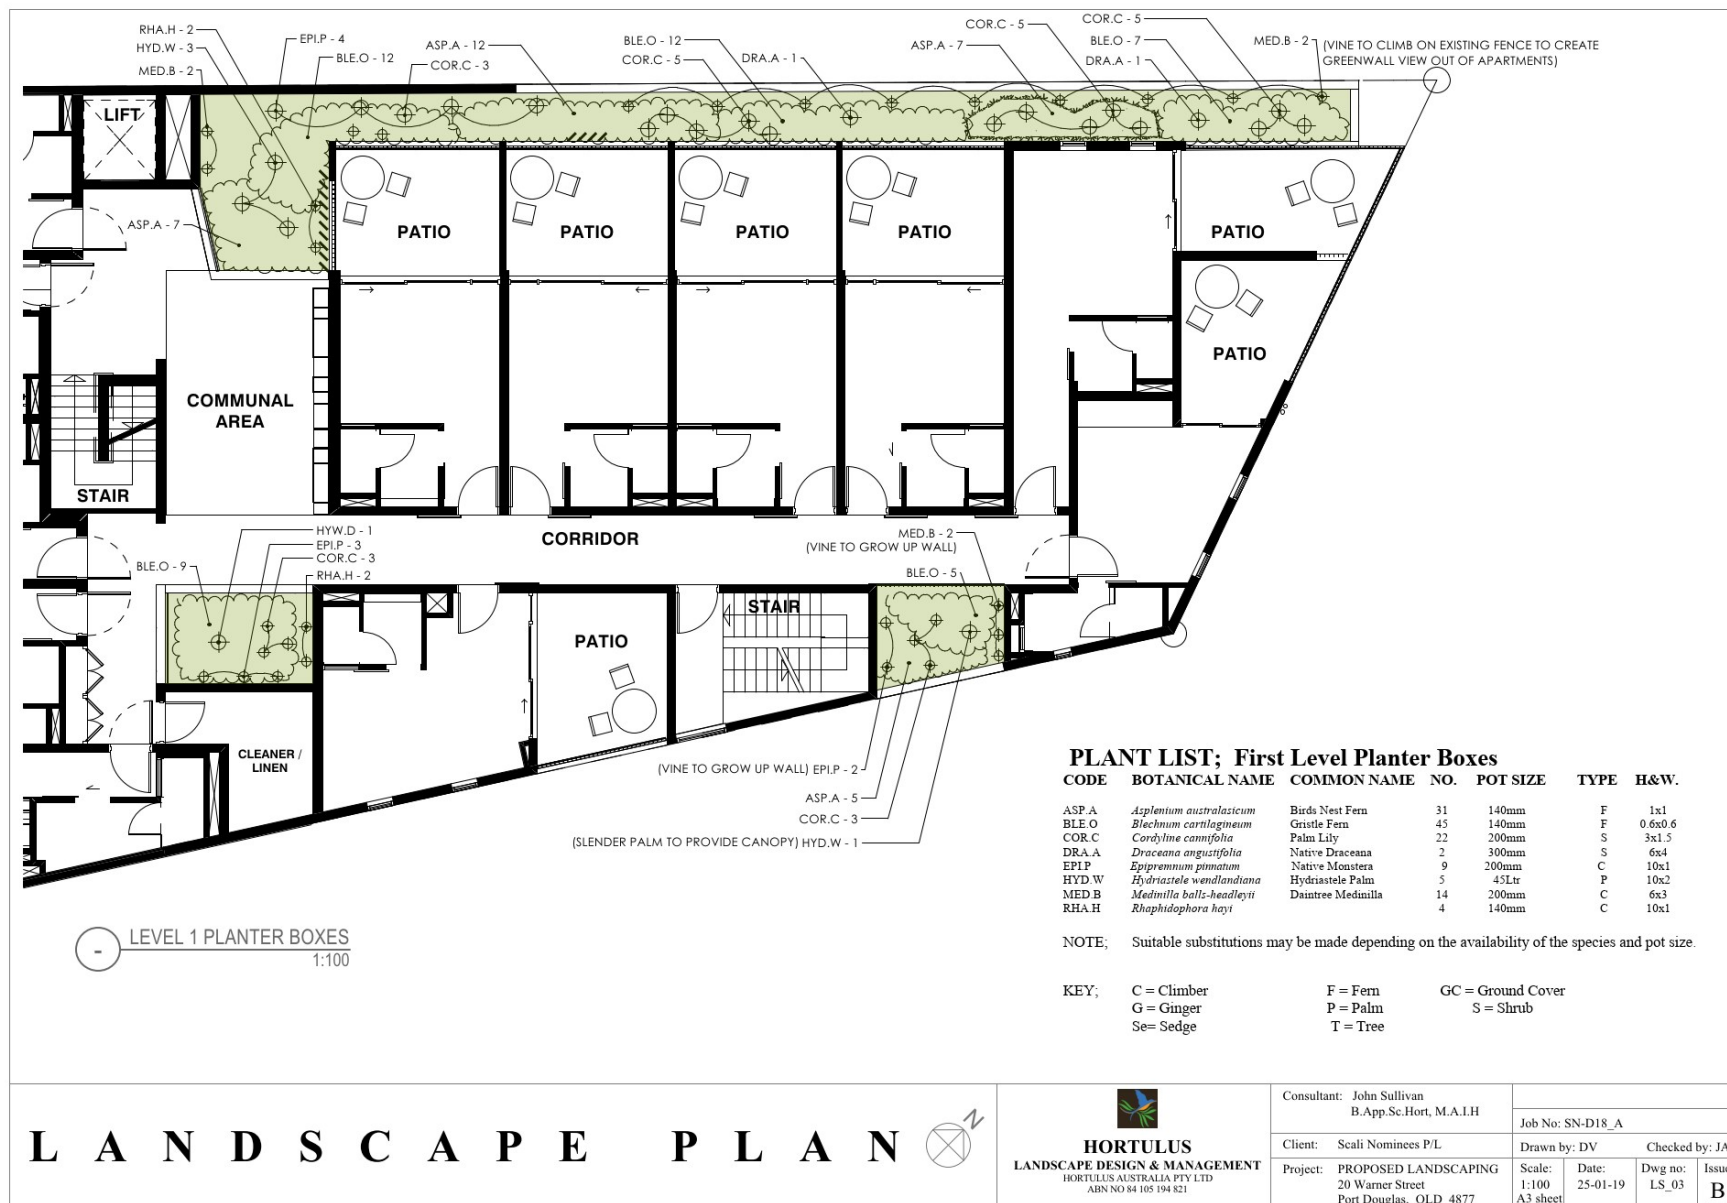 RHA.H - 2
HYD.W - 3
MED.B - 2
EPI.P - 4
BLE.O - 12
ASP.A - 12
COR.C - 3
BLE.O - 12
COR.C - 5
DRA.A - 1
COR.C - 5
ASP.A - 7
COR.C - 5
BLE.O - 7
DRA.A - 1
MED.B - 2
(VINE TO CLIMB ON EXISTING FENCE TO CREATE
GREENWALL VIEW OUT OF APARTMENTS)
LIFT
ASP.A - 7
PATIO
PATIO
PATIO
PATIO
PATIO
PATIO
COMMUNAL
AREA
STAIR
CORRIDOR
HYW.D - 1
EPI.P - 3
COR.C - 3
RHA.H - 2
BLE.O - 9
MED.B - 2
(VINE TO GROW UP WALL)
BLE.O - 5
STAIR
PATIO
CLEANER /
LINEN
(VINE TO GROW UP WALL) EPI.P - 2
ASP.A - 5
COR.C - 3
(SLENDER PALM TO PROVIDE CANOPY) HYD.W - 1
PLANT LIST; First Level Planter Boxes
CODE BOTANICAL NAME COMMON NAME NO. POT SIZE TYPE H&W.
ASP.A Asplenium australasicum Birds Nest Fern 31 140mm F 1x1
BLE.O Blechnum cartilagineum Gristle Fern 45 140mm F 0.6x0.6
COR.C Cordyline cannifolia Palm Lily 22 200mm S 3x1.5
DRA.A Draceana angustifolia Native Draceana 2 300mm S 6x4
EPI.P Epipremnum pinnatum Native Monstera 9 200mm C 10x1
HYD.W Hydriastele wendlandiana Hydriastele Palm 5 45Ltr P 10x2
MED.B Medinilla balls-headleyii Daintree Medinilla 14 200mm C 6x3
RHA.H Rhaphidophora hayi 4 140mm C 10x1
NOTE; Suitable substitutions may be made depending on the availability of the species and pot size.
KEY; C = Climber F = Fern GC = Ground Cover
G = Ginger P = Palm S = Shrub
Se= Sedge T = Tree
- LEVEL 1 PLANTER BOXES
1:100
LANDSCAPE PLAN
N
HORTULUS
LANDSCAPE DESIGN & MANAGEMENT
HORTULUS AUSTRALIA PTY LTD
ABN NO 84 105 194 821
Consultant: John Sullivan
B.App.Sc.Hort, M.A.I.H
Client: Scali Nominees P/L
Project: PROPOSED LANDSCAPING
20 Warner Street
Port Douglas, QLD 4877
Job No: SN-D18_A
Drawn by: DV Checked by: JA
Scale: 1:100 A3 sheet
Date: 25-01-19
Dwg no: LS_03
Issue B